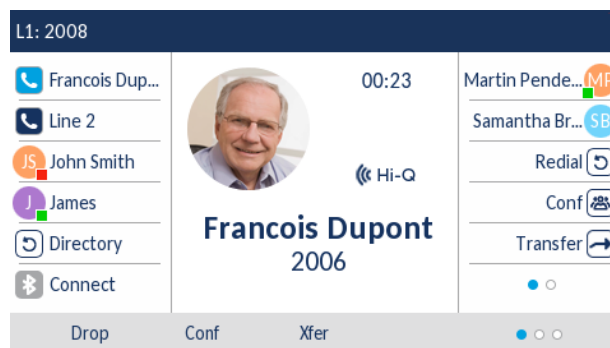 L1: 2008
Francois Dup...
Line 2
JS John Smith
J James
Directory
Connect
00:23
Hi-Q
Francois Dupont
2006
Martin Pende... MP
Samantha Br... SB
Redial
Conf
Transfer
Drop Conf Xfer